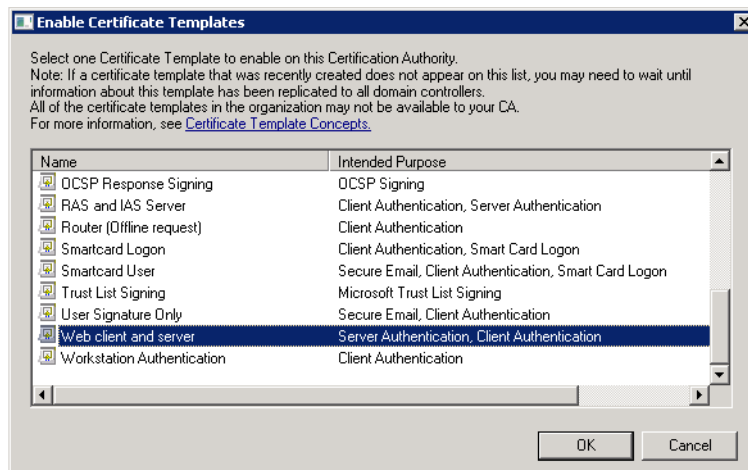 Enable Certificate Templates
Select one Certificate Template to enable on this Certification Authority.
Note: If a certificate template that was recently created does not appear on this list, you may need to wait until
information about this template has been replicated to all domain controllers.
All of the certificate templates in the organization may not be available to your CA.
For more information, see Certificate Template Concepts.
Name Intended Purpose
OCSP Response Signing OCSP Signing
RAS and IAS Server Client Authentication, Server Authentication
Router (Offline request) Client Authentication
Smartcard Logon Client Authentication, Smart Card Logon
Smartcard User Secure Email, Client Authentication, Smart Card Logon
Trust List Signing Microsoft Trust List Signing
User Signature Only Secure Email, Client Authentication
Web client and server Server Authentication, Client Authentication
Workstation Authentication Client Authentication
OK Cancel